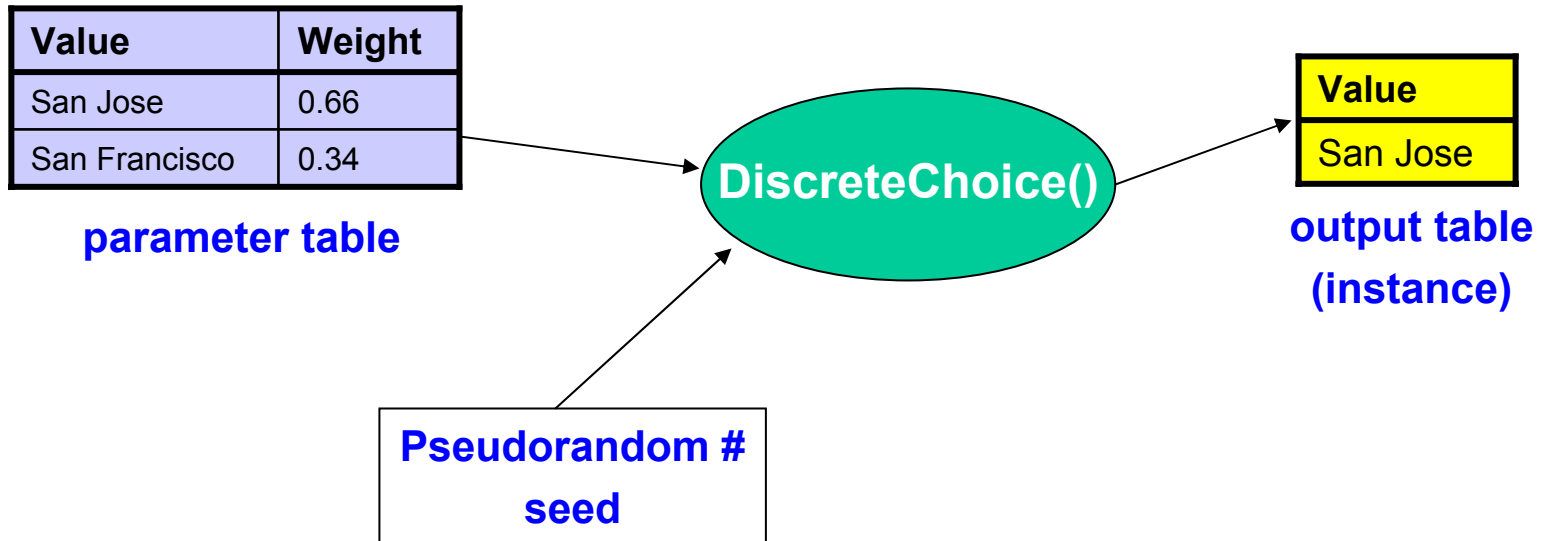 Value Weight
San Jose 0.66
San Francisco 0.34
parameter table
DiscreteChoice()
Value
San Jose
output table
(instance)
Pseudorandom #
seed